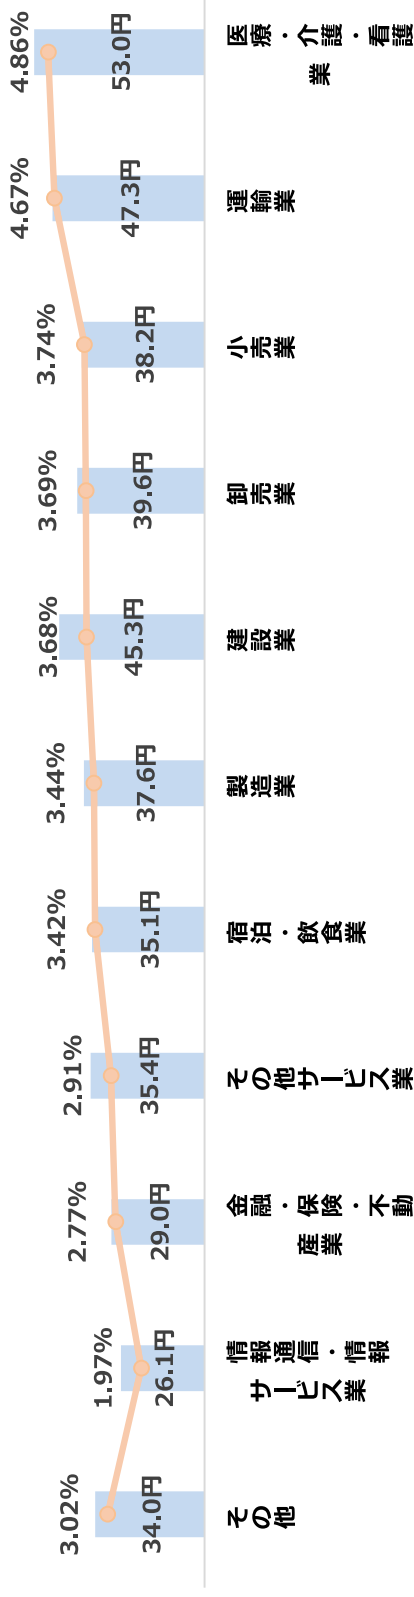 3.02%
1.97%
2.77%
2.91%
3.42%
3.44%
3.68%
3.69%
3.74%
4.67%
4.86%
34.0円
26.1円
29.0円
35.4円
35.1円
37.6円
45.3円
39.6円
38.2円
47.3円
53.0円
その他
情報通信・情報
サービス業
金融・保険・不動
産業
その他サービス業
宿泊・飲食業
製造業
建設業
卸売業
小売業
運輸業
医療・介護・看護
業